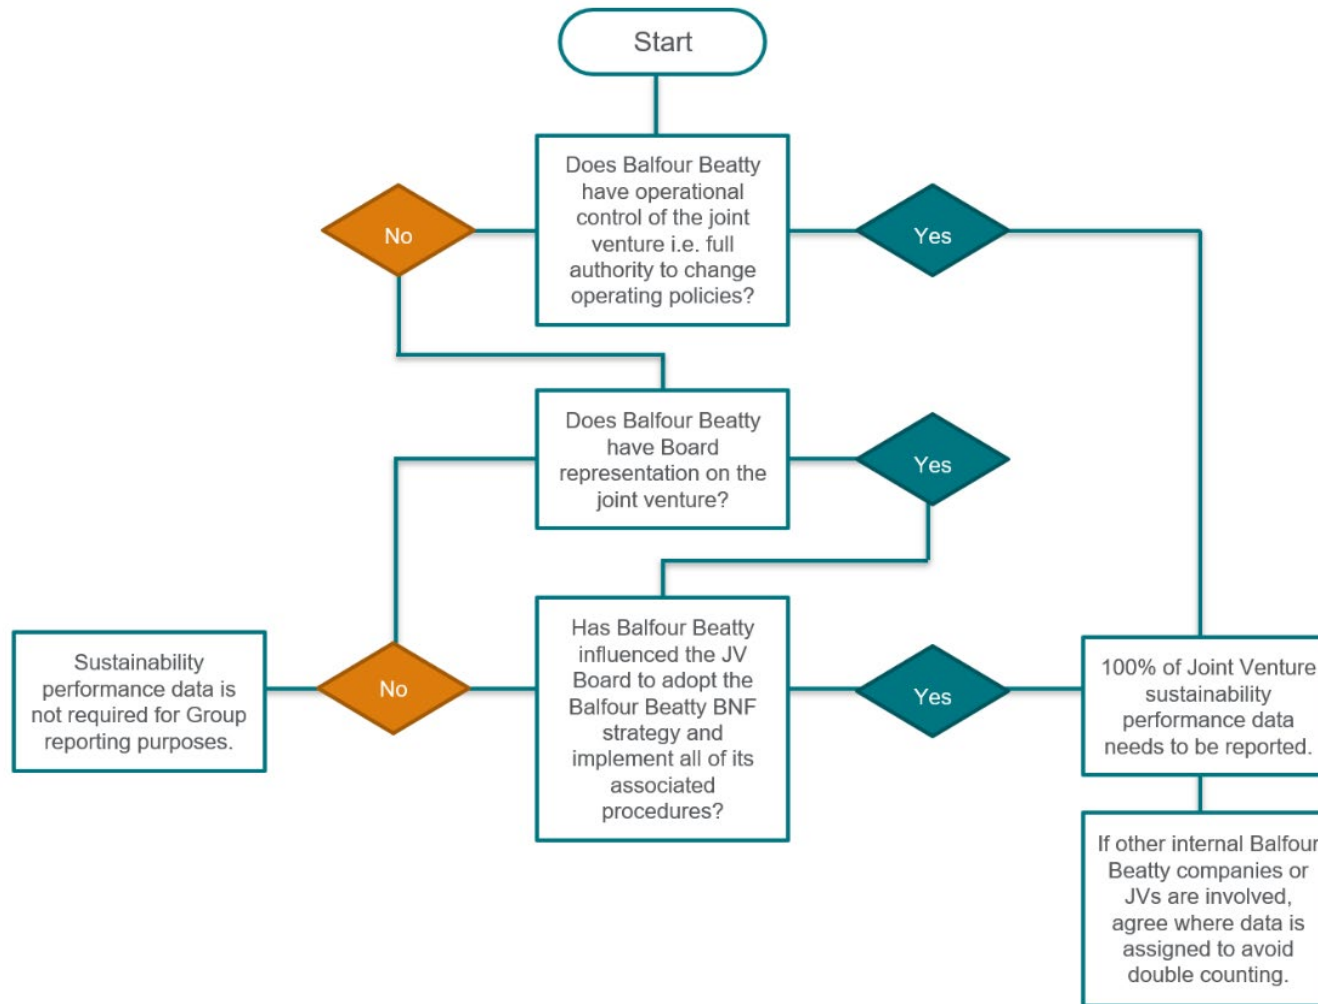 Start
Does Balfour Beatty
have operational
control of the joint
venture i.e. full
authority to change
operating policies?
No
Yes
Does Balfour Beatty
have Board
representation on the
joint venture?
Yes
Sustainability
performance data is
not required for Group
reporting purposes.
No
Has Balfour Beatty
influenced the JV
Board to adopt the
Balfour Beatty BNF
strategy and
implement all of its
associated
procedures?
Yes
100% of Joint Venture
sustainability
performance data
needs to be reported.
If other internal Balfour
Beatty companies or
JVs are involved,
agree where data is
assigned to avoid
double counting.